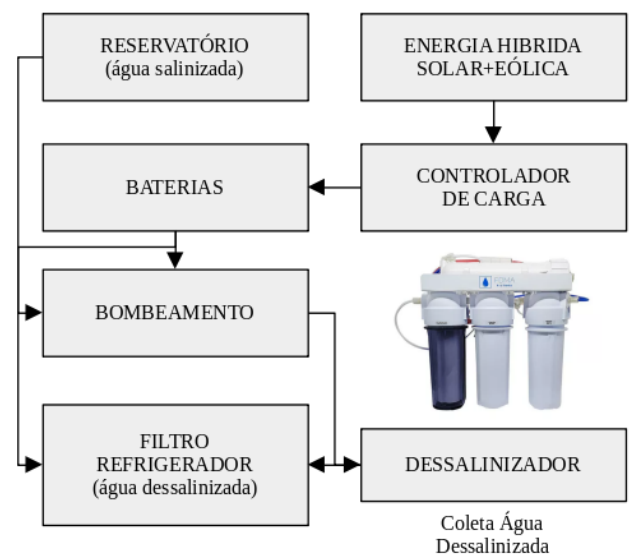 RESERVATÓRIO
(água salinizada)
ENERGIA HIBRIDA
SOLAR+EÓLICA
BATERIAS
CONTROLADOR
DE CARGA
BOMBEAMENTO
FILTRO
REFRIGERADOR
(água dessalinizada)
DESSALINIZADOR
Coleta Água
Dessalinizada